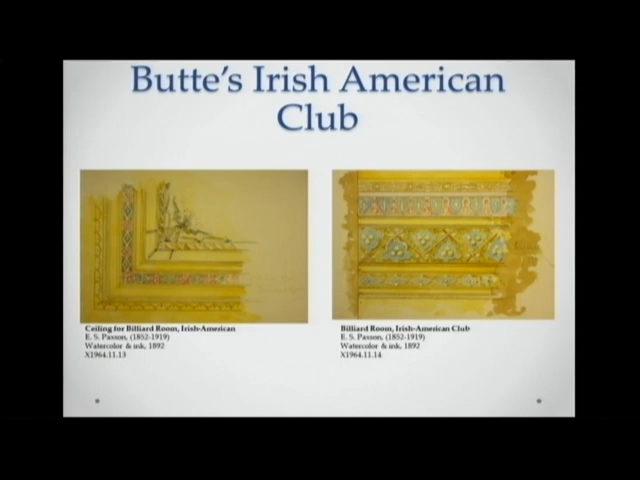 Butte's Irish American
Club
Ceiling for Billiard Room, Irish-American
E. S. Paxson, (1852-1919)
Watercolor & ink, 1892
X1964.11.13
Billiard Room, Irish-American Club
E. S. Paxson, (1852-1919)
Watercolor & ink, 1892
X1964.11.14